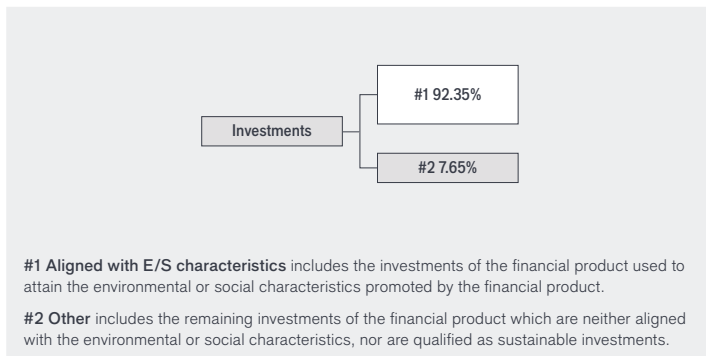 #1 92.35%
Investments
#2 7.65%
#1 Aligned with E/S characteristics includes the investments of the financial product used to
attain the environmental or social characteristics promoted by the financial product.
#2 Other includes the remaining investments of the financial product which are neither aligned
with the environmental or social characteristics, nor are qualified as sustainable investments.